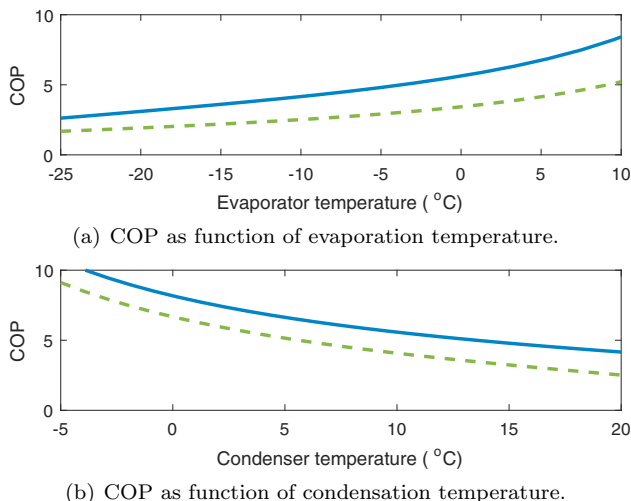 10
5
0
COP
-25 -20 -15 -10 -5 0 5 10
Evaporator temperature ( °C)
(a) COP as function of evaporation temperature.
10
5
0
COP
-5 0 5 10 15 20
Condenser temperature ( °C)
(b) COP as function of condensation temperature.